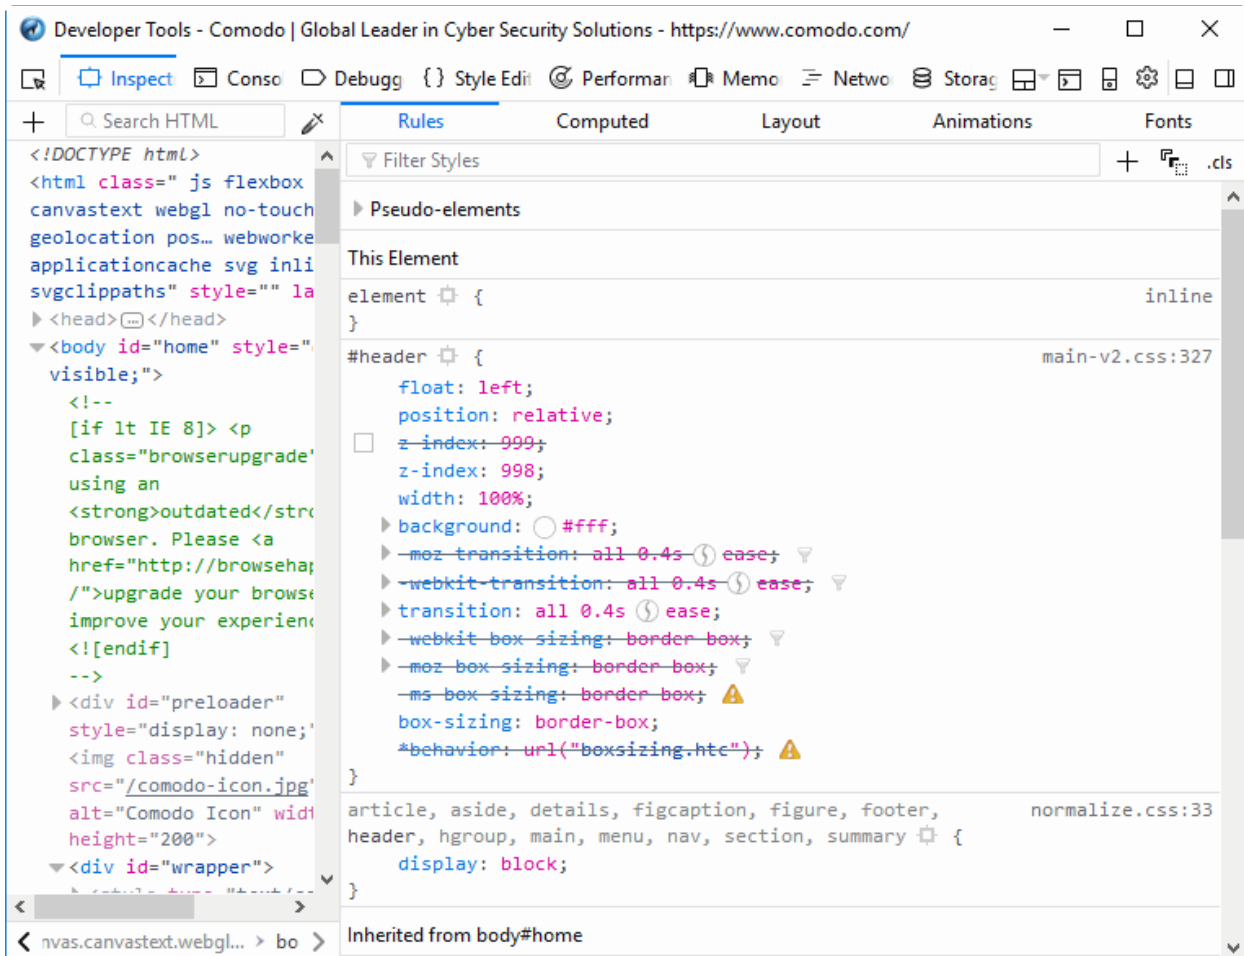 Developer Tools - Comodo | Global Leader in Cyber Security Solutions - https://www.comodo.com/
Inspect Conso Debugg {} Style Edit Performan Memo Netwo Storag
Search HTML
Rules Computed Layout Animations Fonts
Filter Styles .cls
<!DOCTYPE html>
<html class=" js flexbox
canvastext webgl no-touch
geolocation pos… webworke
applicationcache svg inli
svgclippaths" style="" la
<head>…</head>
<body id="home" style="
visible;">
<!--
[if lt IE 8]> <p
class="browserupgrade"
using an
<strong>outdated</stro
browser. Please <a
href="http://browsehap
/">upgrade your browse
improve your experienc
<![endif]
-->
<div id="preloader"
style="display: none;"
<img class="hidden"
src="/comodo-icon.jpg"
alt="Comodo Icon" widt
height="200">
<div id="wrapper">
nvas.canvastext.webgl... > bo
Pseudo-elements
This Element
element { inline
}
#header { main-v2.css:327
float: left;
position: relative;
z-index: 999;
z-index: 998;
width: 100%;
background: #fff;
-moz-transition: all 0.4s ease;
-webkit-transition: all 0.4s ease;
transition: all 0.4s ease;
-webkit-box-sizing: border-box;
-moz-box-sizing: border-box;
-ms-box-sizing: border-box;
box-sizing: border-box;
*behavior: url("boxsizing.htc");
}
article, aside, details, figcaption, figure, footer, normalize.css:33
header, hgroup, main, menu, nav, section, summary {
display: block;
}
Inherited from body#home